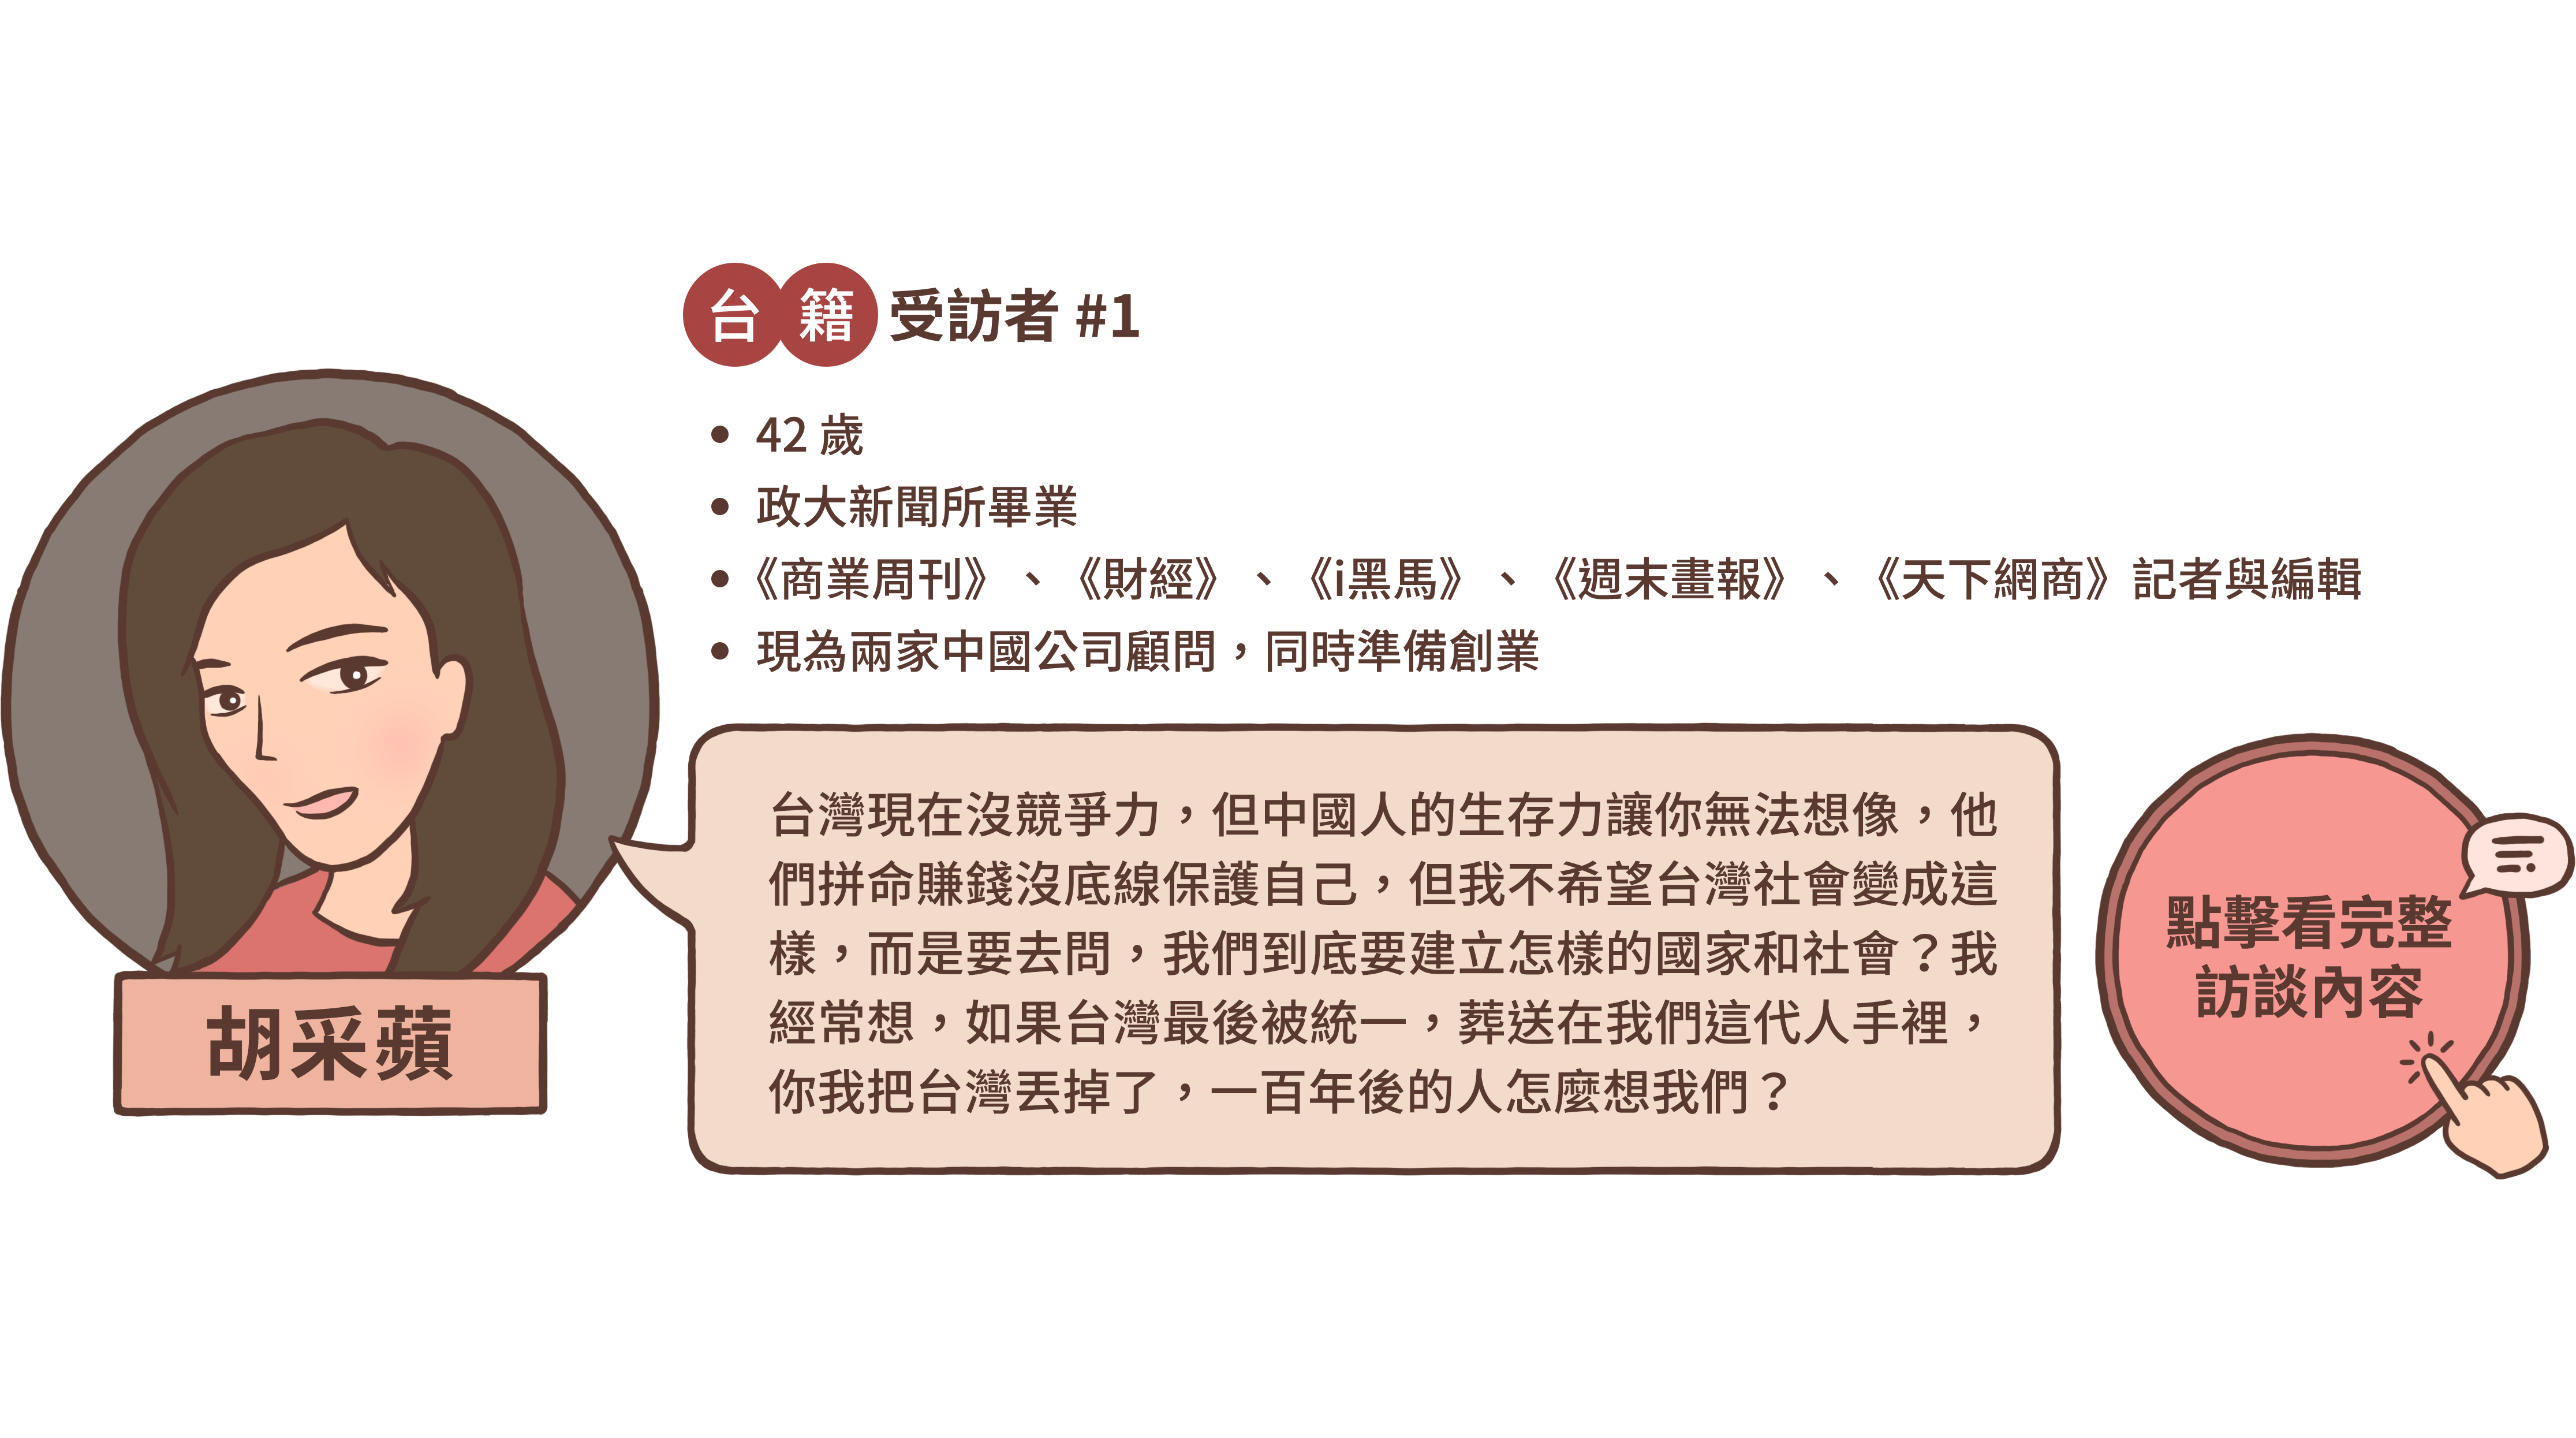 台籍受訪者 #1
• 42 歲
• 政大新聞所畢業
• 《商業周刊》、《財經》、《i黑馬》、《週末畫報》、《天下網商》記者與編輯
• 現為兩家中國公司顧問，同時準備創業
台灣現在沒競爭力，但中國人的生存力讓你無法想像，他
們拼命賺錢沒底線保護自己，但我不希望台灣社會變成這
樣，而是要去問，我們到底要建立怎樣的國家和社會？我
經常想，如果台灣最後被統一，葬送在我們這代人手裡，
你我把台灣丟掉了，一百年後的人怎麼想我們？
胡采蘋
點擊看完整
訪談內容